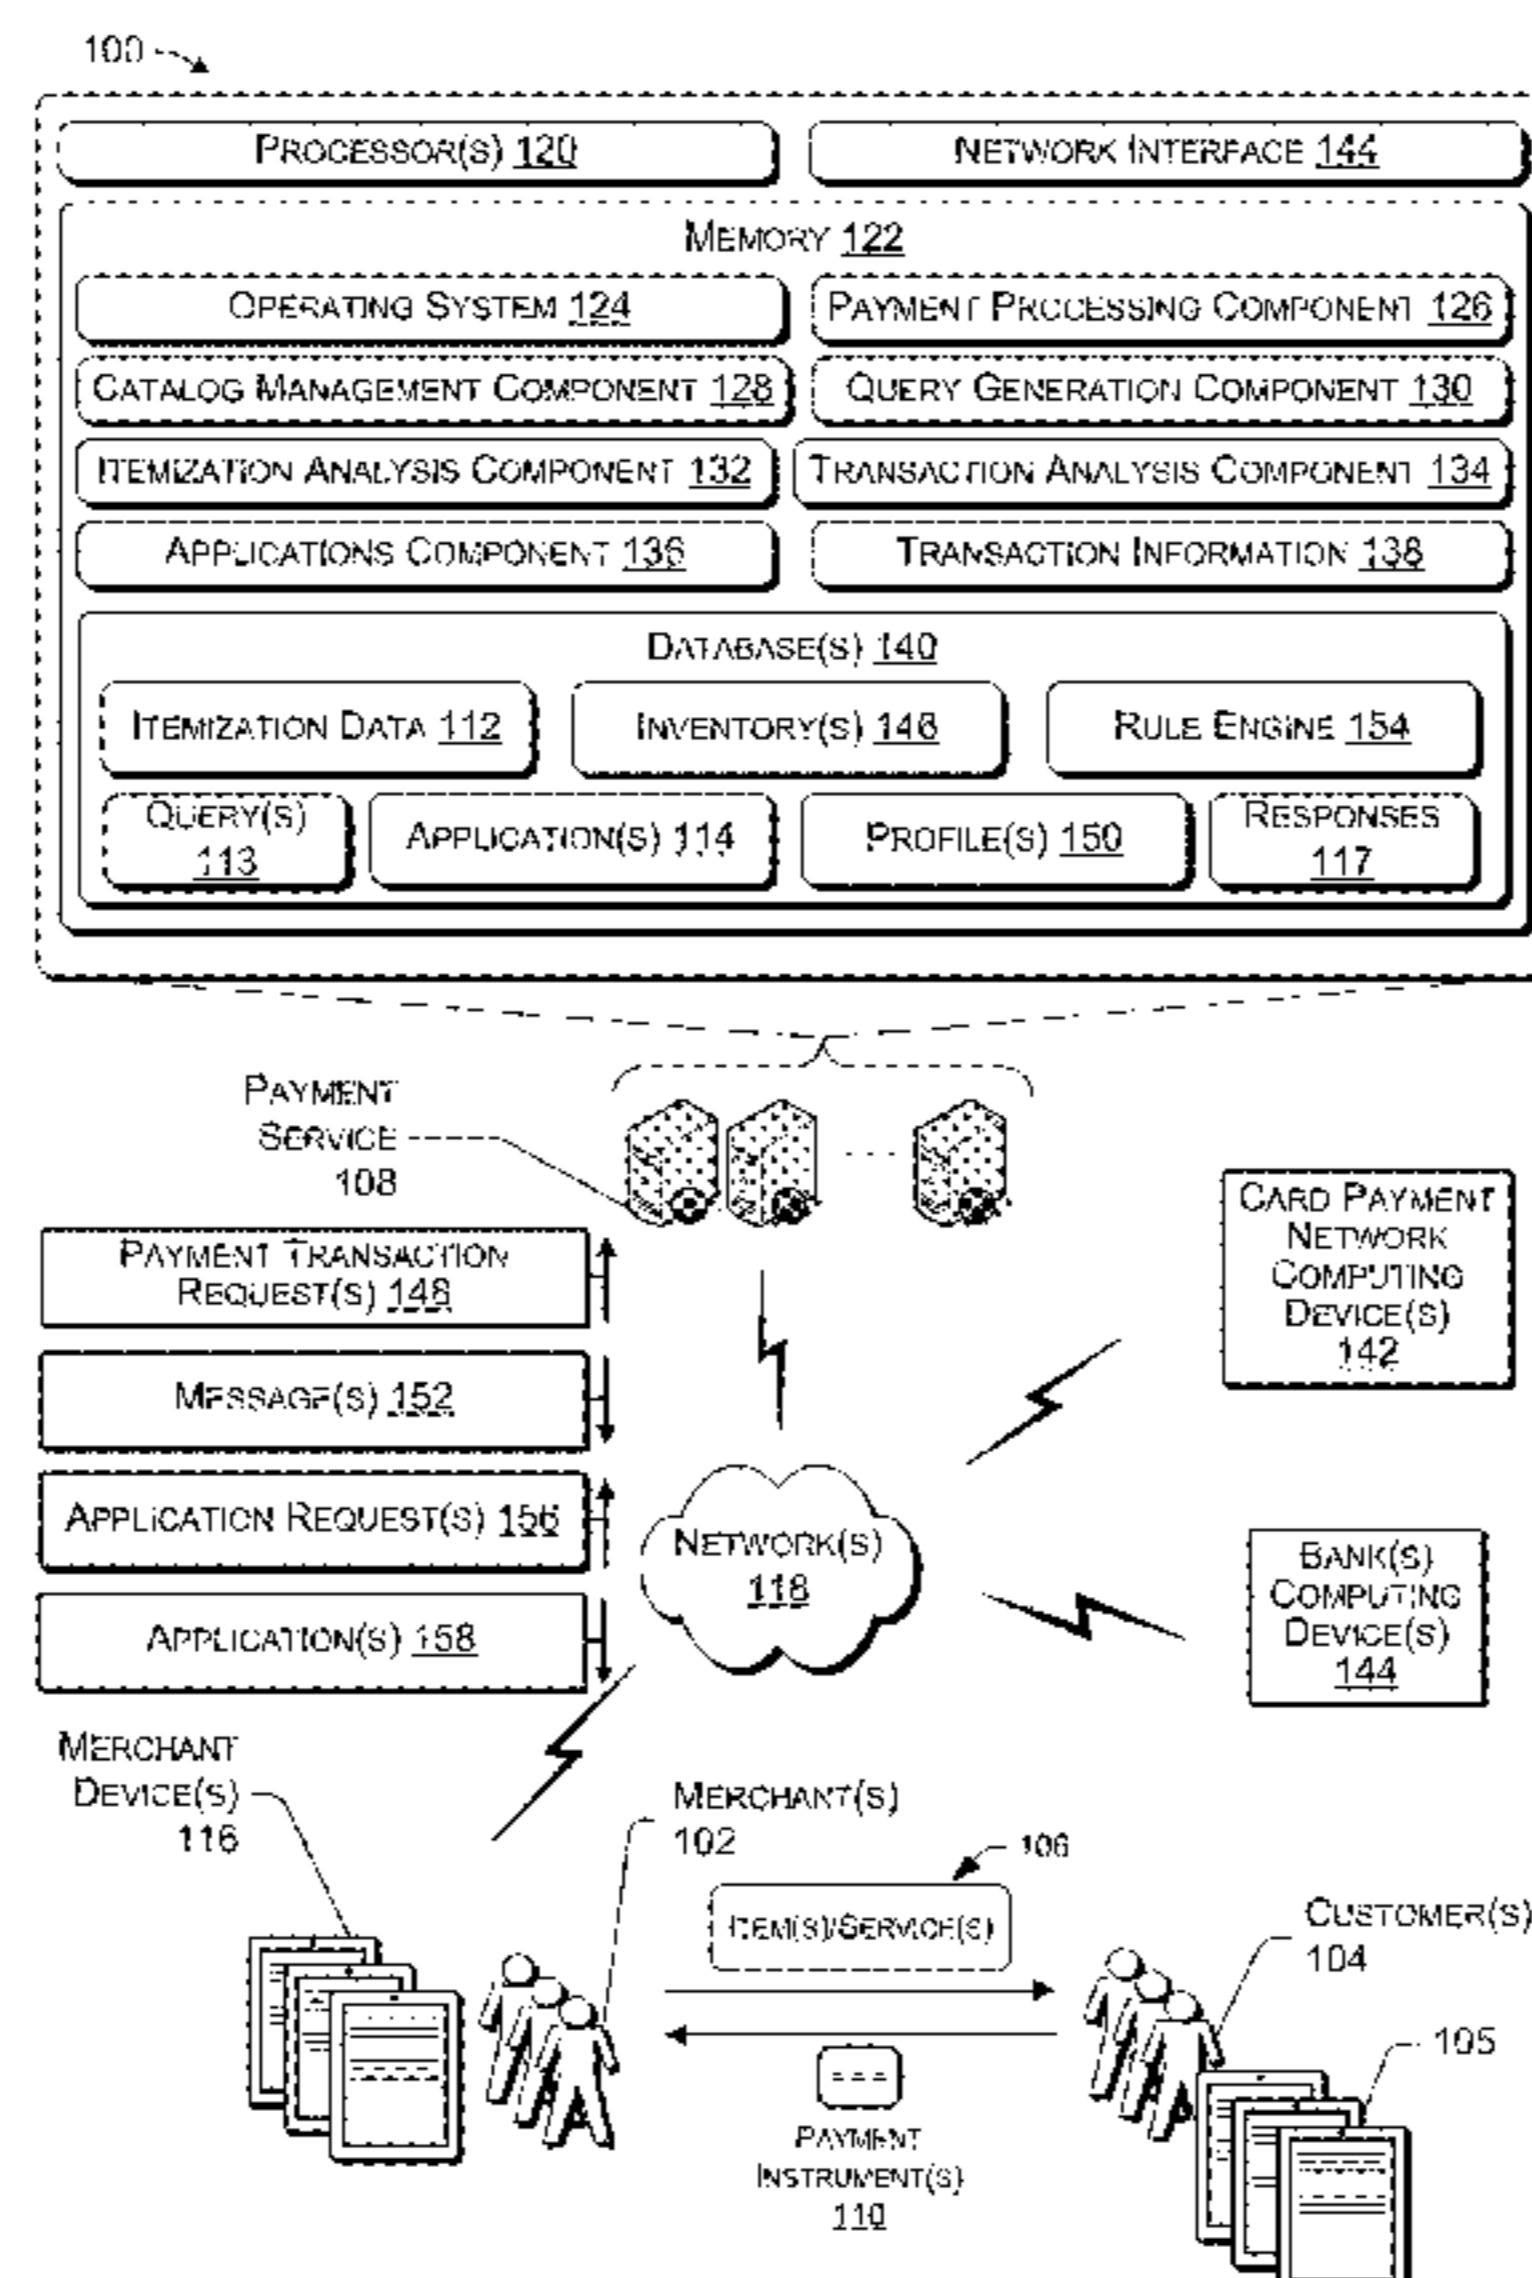 100
PROCESSOR(S) 120
NETWORK INTERFACE 144
MEMORY 122
OPERATING SYSTEM 124
PAYMENT PROCESSING COMPONENT 126
CATALOG MANAGEMENT COMPONENT 128
QUERY GENERATION COMPONENT 130
ITEMIZATION ANALYSIS COMPONENT 132
TRANSACTION ANALYSIS COMPONENT 134
APPLICATIONS COMPONENT 136
TRANSACTION INFORMATION 138
DATABASE(S) 140
ITEMIZATION DATA 112
INVENTORY(S) 146
RULE ENGINE 154
QUERY(S)
113
APPLICATION(S) 114
PROFILE(S) 150
RESPONSES
117
PAYMENT
SERVICE
108
CARD PAYMENT
NETWORK
COMPUTING
DEVICE(S)
142
PAYMENT TRANSACTION
REQUEST(S) 148
MESSAGE(S) 152
APPLICATION REQUEST(S) 156
APPLICATION(S) 158
NETWORK(S)
118
BANK(S)
COMPUTING
DEVICE(S)
144
MERCHANT
DEVICE(S)
116
MERCHANT(S)
102
106
ITEM(S)/SERVICE(S)
CUSTOMER(S)
104
105
PAYMENT
INSTRUMENT(S)
110